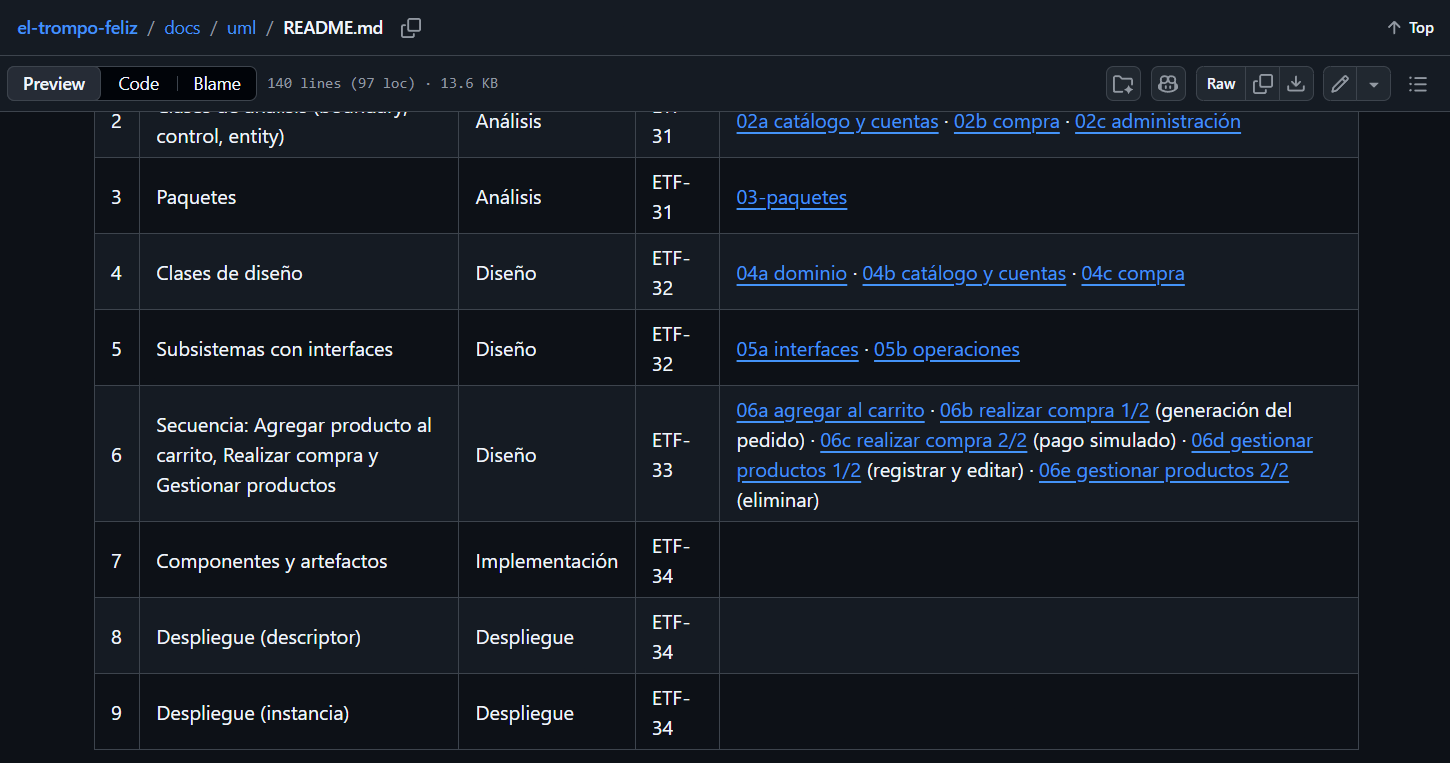 el-trompo-feliz / docs / uml / README.md
Top
Preview Code Blame 140 lines (97 loc) · 13.6 KB
Raw
2 Análisis 02a catálogo y cuentas · 02b compra · 02c administración
control, entity) 31
3 Paquetes Análisis ETF-
31 03-paquetes
4 Clases de diseño Diseño ETF-
32 04a dominio · 04b catálogo y cuentas · 04c compra
5 Subsistemas con interfaces Diseño ETF-
32 05a interfaces · 05b operaciones
6 Secuencia: Agregar producto al
carrito, Realizar compra y
Gestionar productos
Diseño
ETF-
33
06a agregar al carrito · 06b realizar compra 1/2 (generación del
pedido) · 06c realizar compra 2/2 (pago simulado) · 06d gestionar
productos 1/2 (registrar y editar) · 06e gestionar productos 2/2
(eliminar)
7 Componentes y artefactos Implementación ETF-
34
8 Despliegue (descriptor) Despliegue ETF-
34
9 Despliegue (instancia) Despliegue ETF-
34